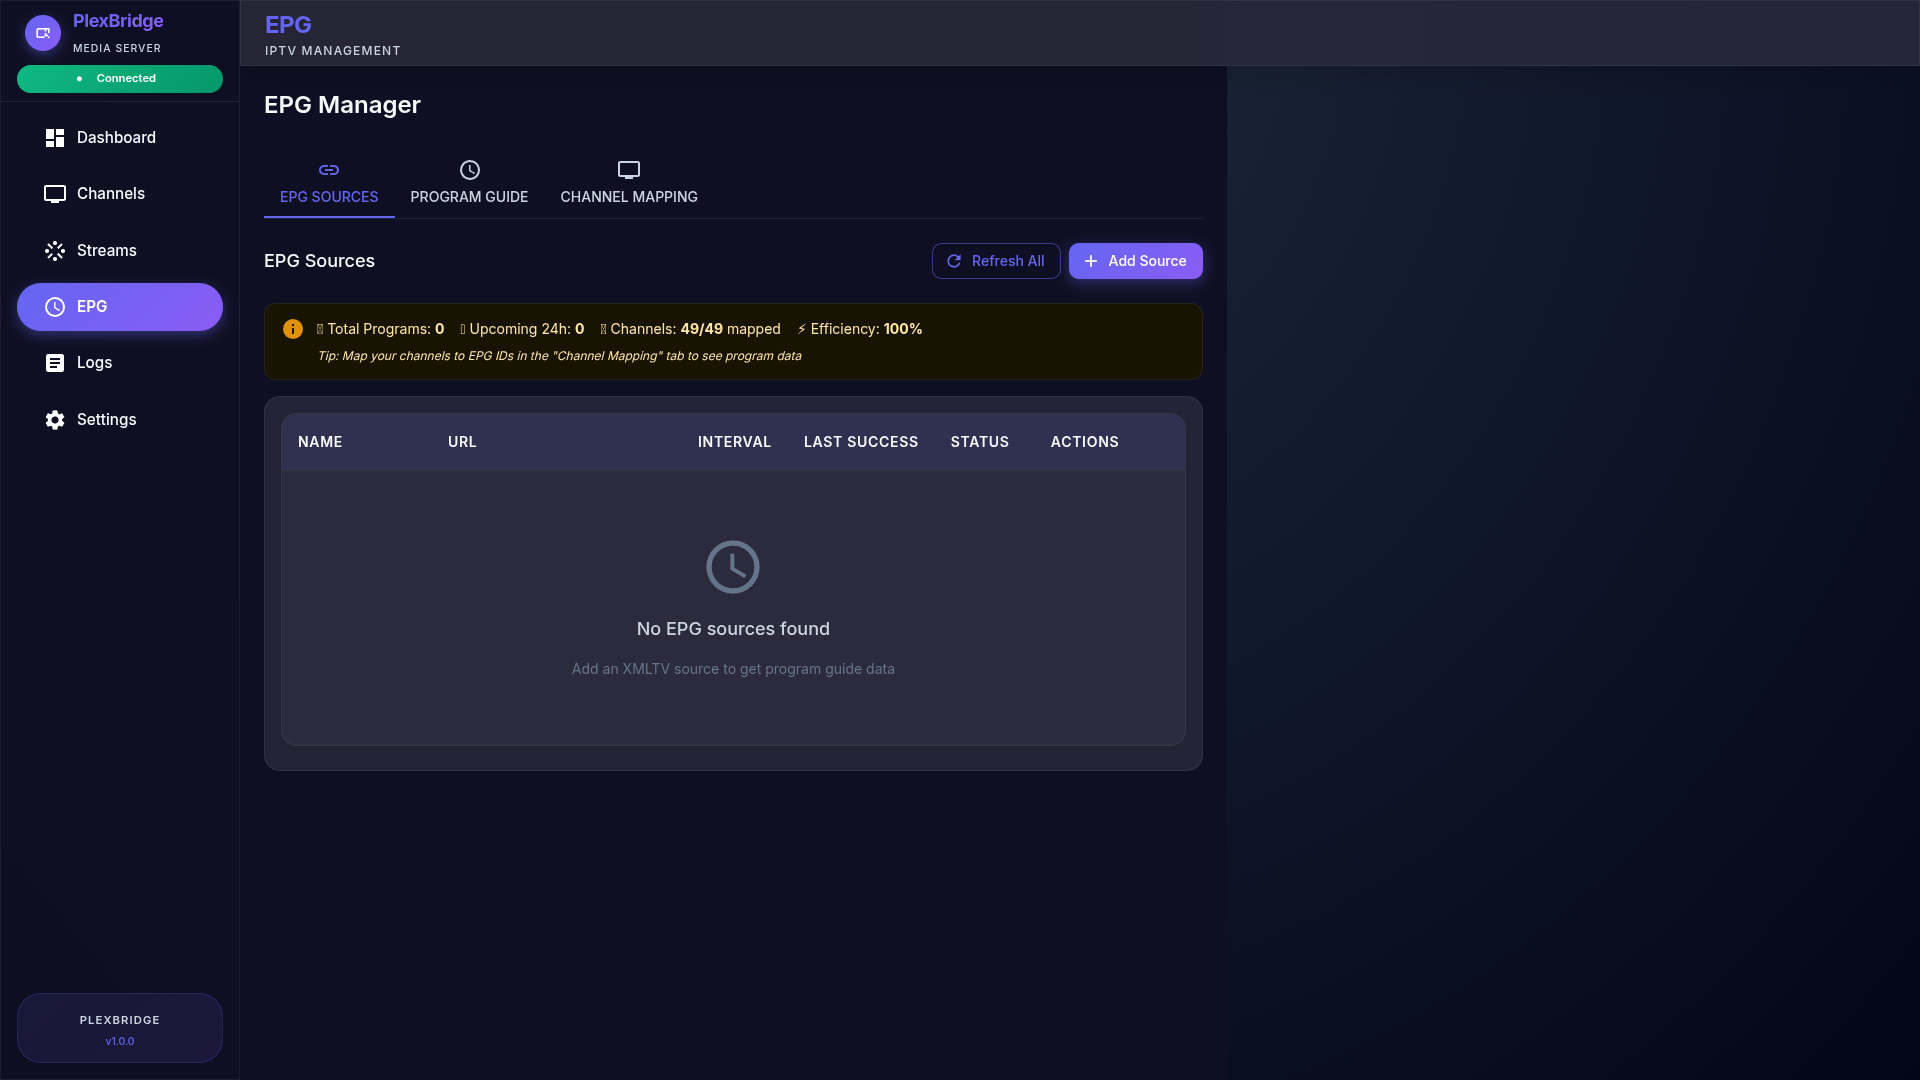 PlexBridge
MEDIA SERVER
Connected
Dashboard
Channels
Streams
EPG
Logs
Settings
PLEXBRIDGE
v1.0.0
EPG
IPTV MANAGEMENT
EPG Manager
EPG SOURCES PROGRAM GUIDE CHANNEL MAPPING
EPG Sources Refresh All Add Source
Total Programs: 0 Upcoming 24h: 0 Channels: 49/49 mapped ⚡ Efficiency: 100%
Tip: Map your channels to EPG IDs in the "Channel Mapping" tab to see program data
NAME URL INTERVAL LAST SUCCESS STATUS ACTIONS
No EPG sources found
Add an XMLTV source to get program guide data